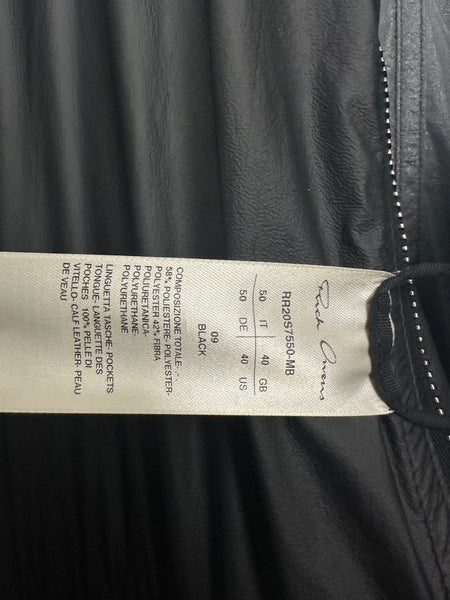 Rick Owens
RR20S7550-MB
50 IT 40 GB
50 DE 40 US
09
BLACK
COMPOSIZIONE TOTALE:
58% POLIESTERE- POLYESTER-
POLYESTER 42% FIBRA
POLIURETANICA-
POLYURETHANE-
POLYURETHANE
LINGUETTA TASCHE- POCKETS
TONGUE- LANGUETTE DES
POCHES: 100% PELLE DI
VITELLO- CALF LEATHER- PEAU
DE VEAU